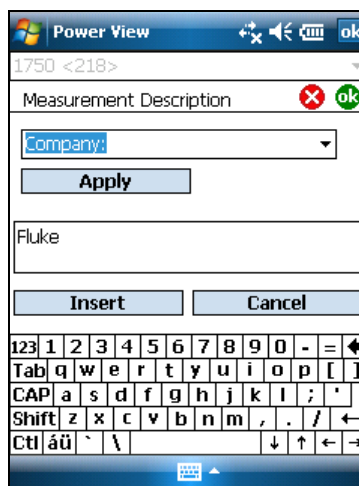 Power View
ok
1750 <218>
Measurement Description
ok
Company:
Apply
Fluke
Insert
Cancel
123 1 2 3 4 5 6 7 8 9 0 - =
Tab q w e r t y u i o p [ ]
CAP a s d f g h j k l ; '
Shift z x c v b n m , . /
Ctl áü ` \